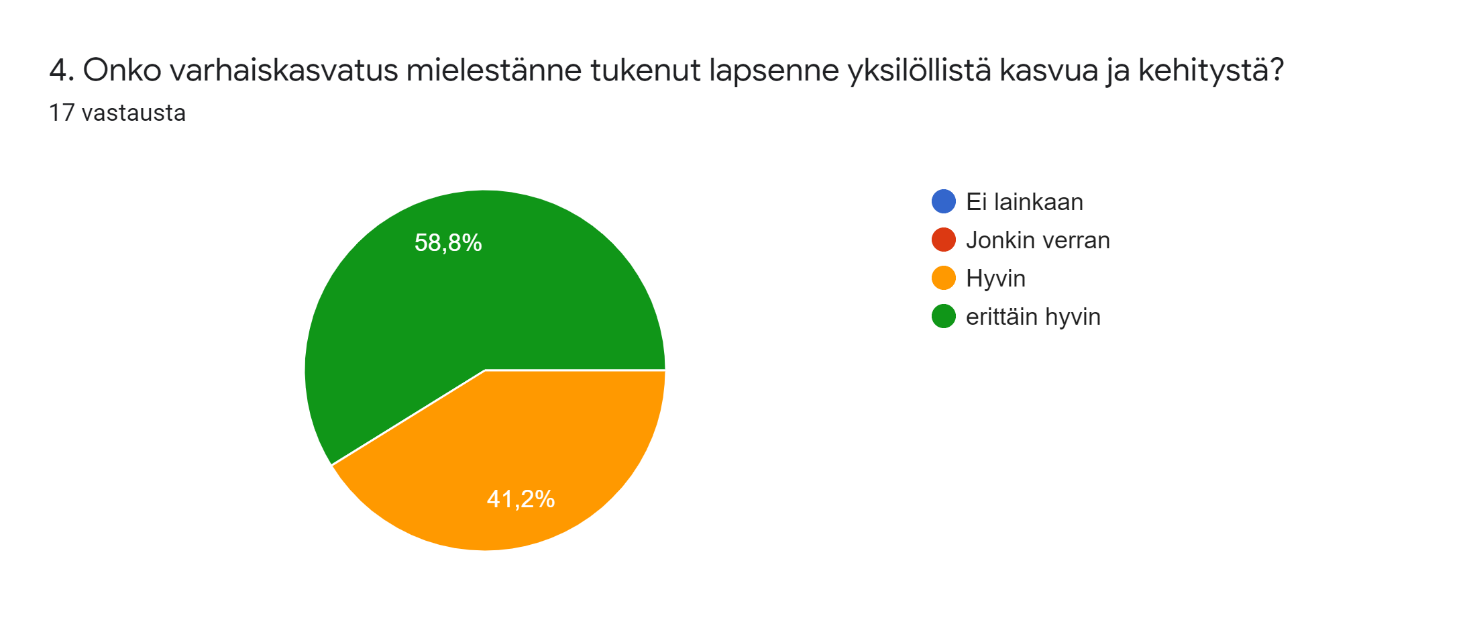 4. Onko varhaiskasvatus mielestänne tukenut lapsenne yksilöllistä kasvua ja kehitystä?
17 vastausta
58,8%
41,2%
Ei lainkaan
Jonkin verran
Hyvin
erittäin hyvin